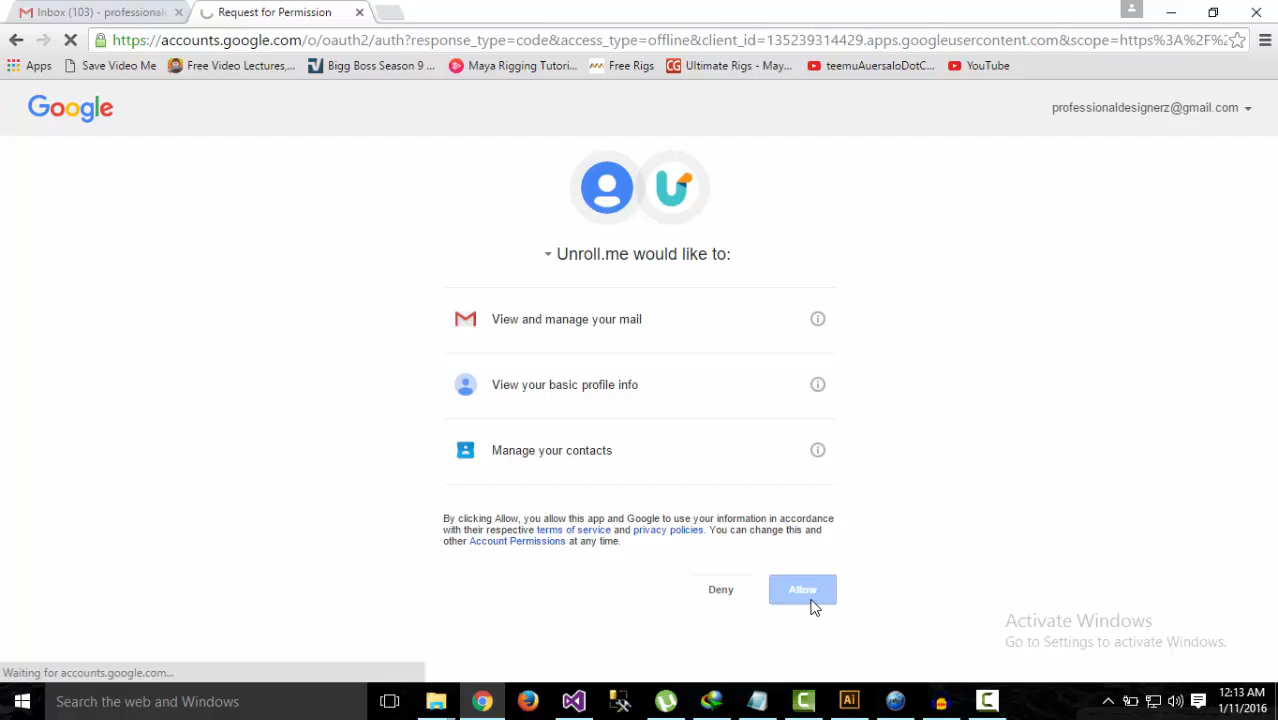 Inbox (103) - professional
Request for Permission
https://accounts.google.com/o/oauth2/auth?response_type=code&access_type=offline&client_id=135239314429.apps.googleusercontent.com&scope=https%3A%2F%2
Apps
Save Video Me
Free Video Lectures,...
Bigg Boss Season 9 ...
Maya Rigging Tutori...
Free Rigs
Ultimate Rigs - May...
teemuAuersaloDotC...
YouTube
Google
professionaldesignerz@gmail.com
Unroll.me would like to:
View and manage your mail
View your basic profile info
Manage your contacts
By clicking Allow, you allow this app and Google to use your information in accordance
with their respective terms of service and privacy policies. You can change this and
other Account Permissions at any time.
Deny
Allow
Activate Windows
Go to Settings to activate Windows.
Waiting for accounts.google.com...
Search the web and Windows
12:13 AM
1/11/2016